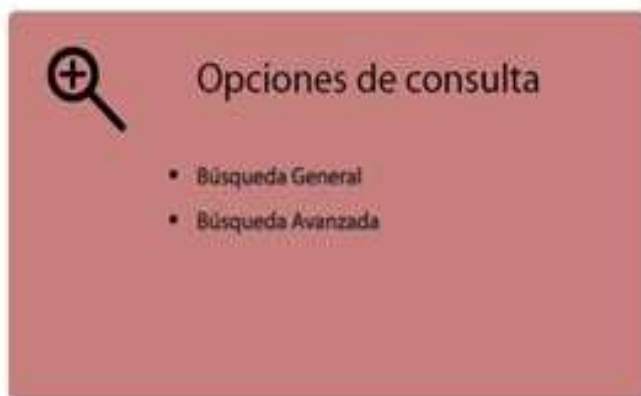 Opciones de consulta
• Búsqueda General
• Búsqueda Avanzada